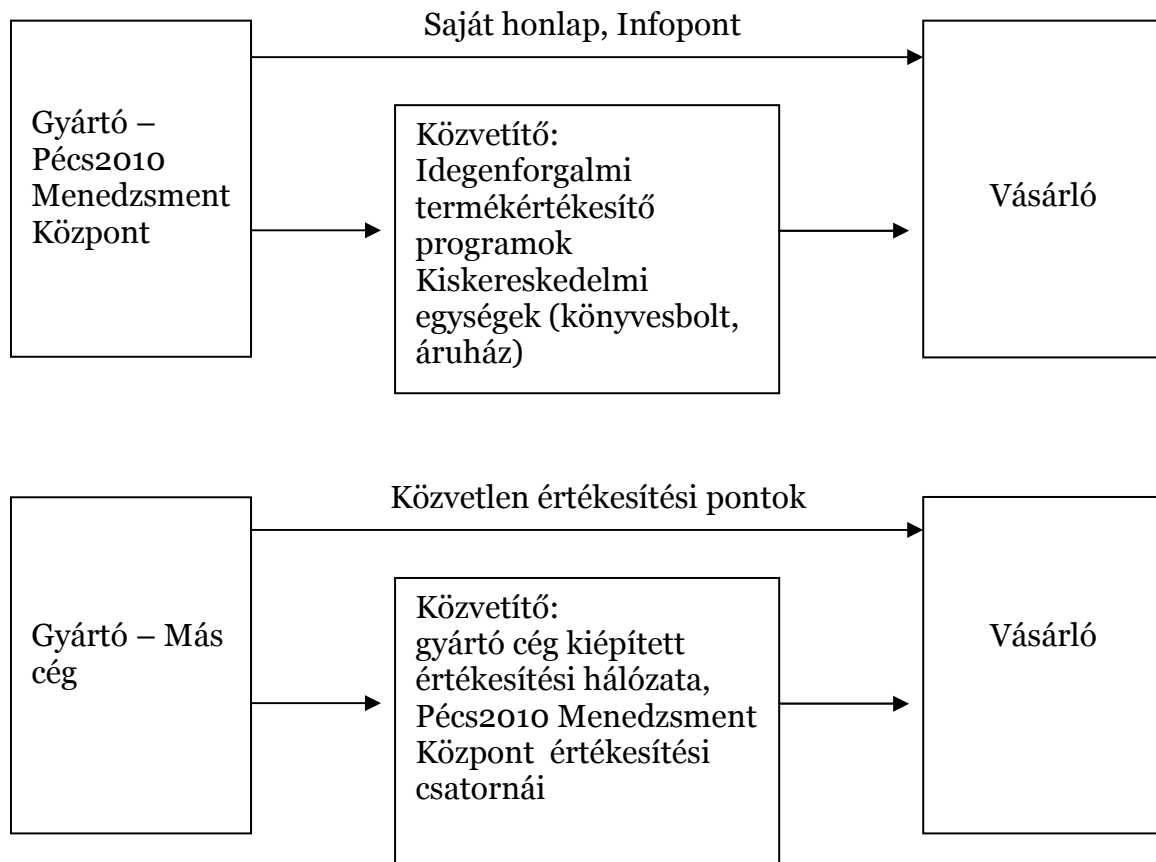 Saját honlap, Infopont
Gyártó –
Pécs2010
Menedzsment
Központ
Közvetítő:
Idegenforgalmi
termékértékesítő
programok
Kiskereskedelmi
egységek (könyvesbolt,
áruház)
Vásárló
Közvetlen értékesítési pontok
Gyártó – Más
cég
Közvetítő:
gyártó cég kiépített
értékesítési hálózata,
Pécs2010 Menedzsment
Központ értékesítési
csatornái
Vásárló